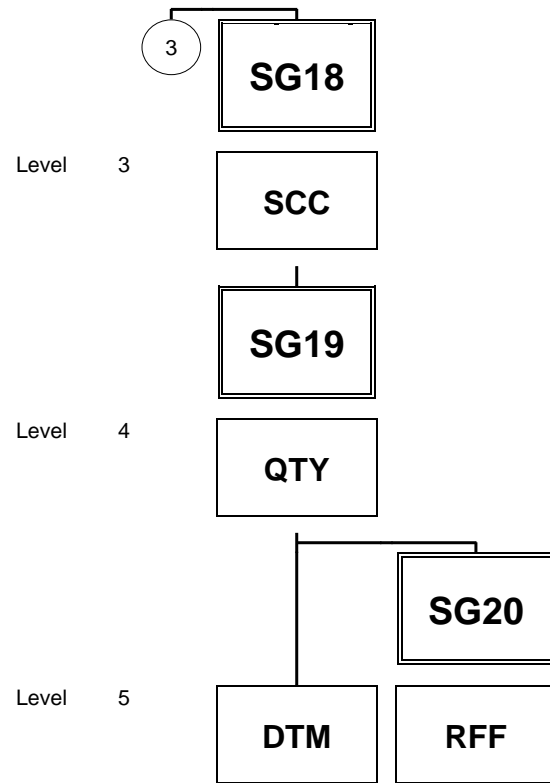 3
SG18
Level 3
SCC
SG19
Level 4
QTY
SG20
Level 5
DTM RFF